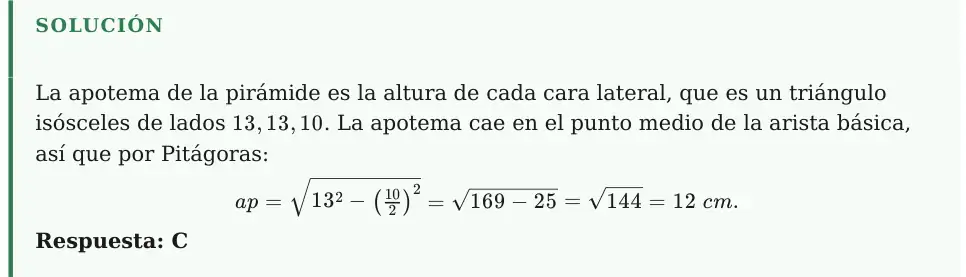 SOLUCIÓN
La apotema de la pirámide es la altura de cada cara lateral, que es un triángulo
isósceles de lados 13, 13, 10. La apotema cae en el punto medio de la arista básica,
así que por Pitágoras:
ap = √(13² − (10/2)²) = √(169 − 25) = √144 = 12 cm.
Respuesta: C